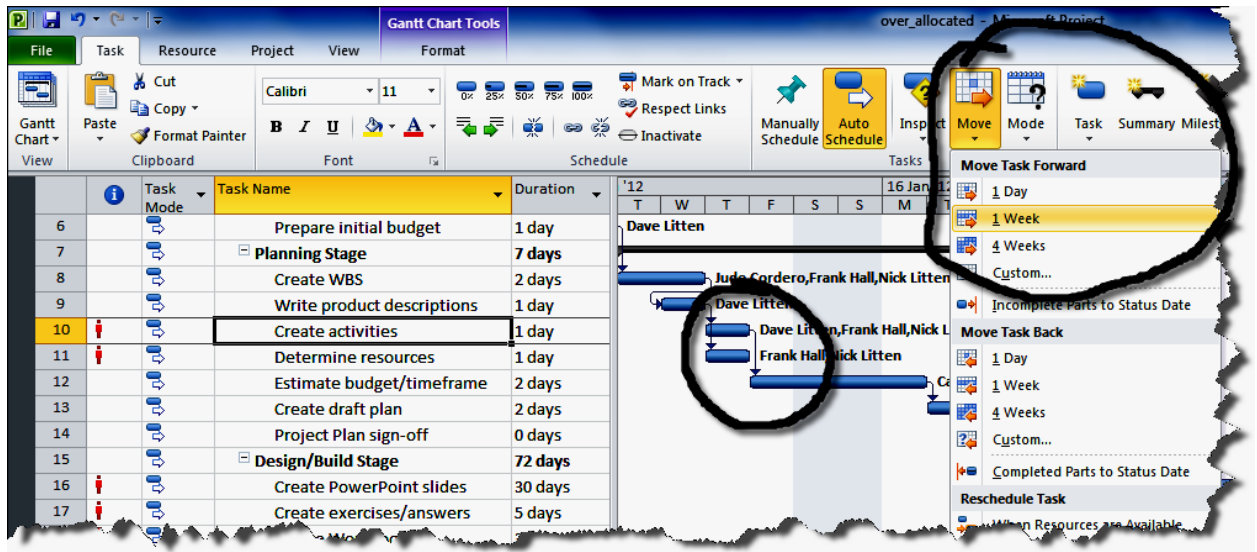 Gantt Chart Tools
over_allocated - Microsoft Project
File Task Resource Project View Format
Cut
Copy
Format Painter
Paste
Gantt Chart
Calibri 11
B I U A
0% 25% 50% 75% 100%
Mark on Track
Respect Links
Inactivate
Manually Schedule
Auto Schedule
Inspect
Move
Mode
Task Summary
View Clipboard Font Schedule Tasks
Task Mode Task Name Duration
'12 16 Jan
T W T F S S M T
6 Prepare initial budget 1 day Dave Litten
7 Planning Stage 7 days
8 Create WBS 2 days Jude Cordero,Frank Hall,Nick Litten
9 Write product descriptions 1 day Dave Litten
10 Create activities 1 day Dave Litten,Frank Hall,Nick L
11 Determine resources 1 day Frank Hall,Nick Litten
12 Estimate budget/timeframe 2 days Ca
13 Create draft plan 2 days
14 Project Plan sign-off 0 days
15 Design/Build Stage 72 days
16 Create PowerPoint slides 30 days
17 Create exercises/answers 5 days
Move Task Forward
1 Day
1 Week
4 Weeks
Custom...
Incomplete Parts to Status Date
Move Task Back
1 Day
1 Week
4 Weeks
Custom...
Completed Parts to Status Date
Reschedule Task
When Resources are Available